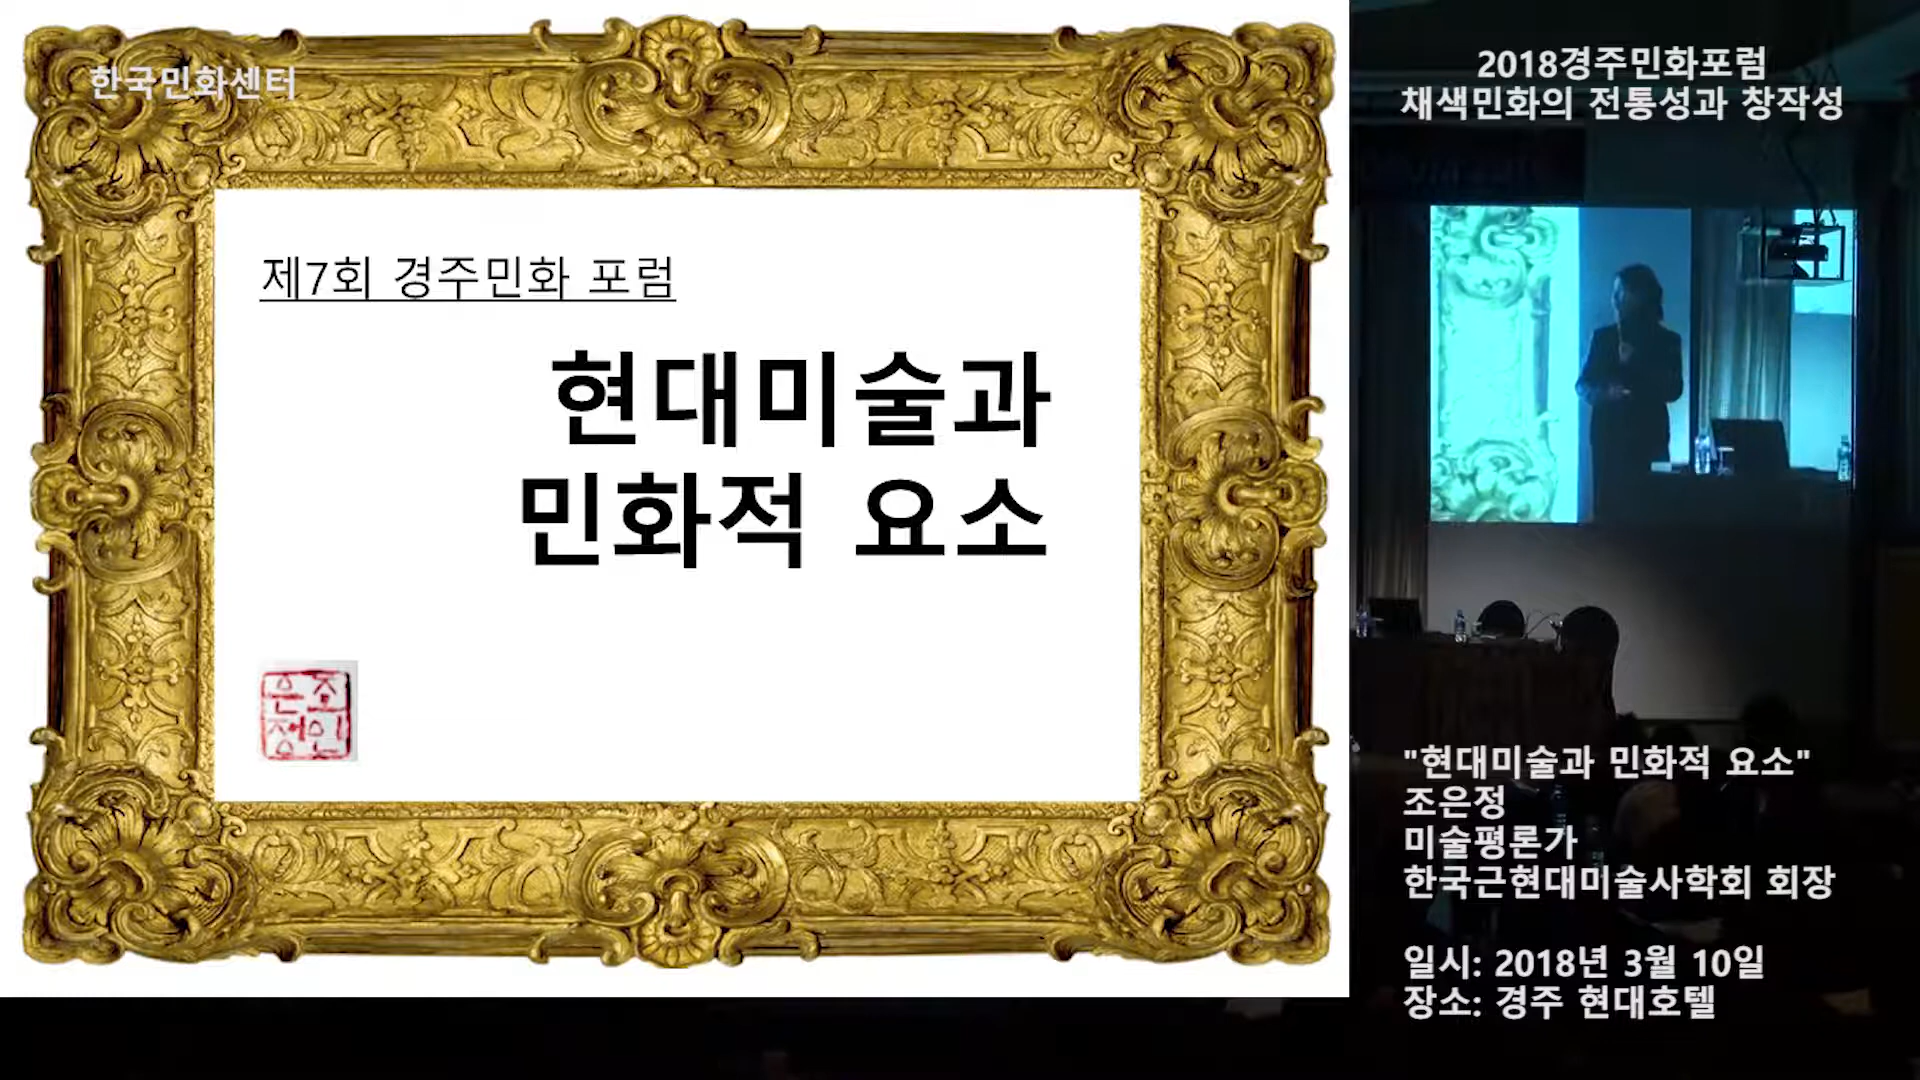 한국민화센터
제7회 경주민화 포럼
현대미술과
민화적 요소
은조
정인
2018경주민화포럼
채색민화의 전통성과 창작성
"현대미술과 민화적 요소"
조은정
미술평론가
한국근현대미술사학회 회장
일시: 2018년 3월 10일
장소: 경주 현대호텔